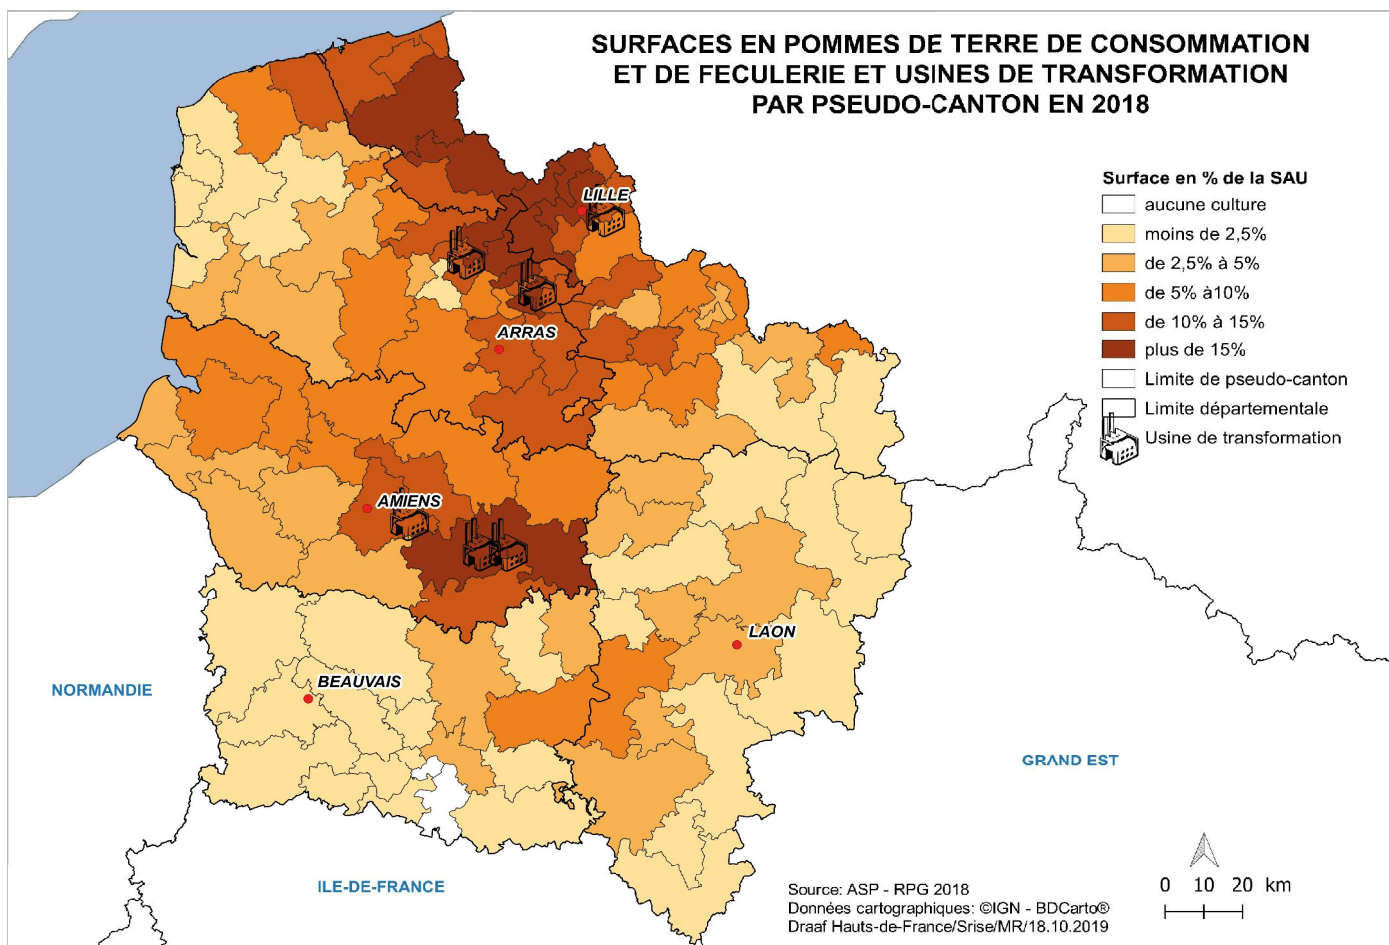 SURFACES EN POMMES DE TERRE DE CONSOMMATION
ET DE FECULERIE ET USINES DE TRANSFORMATION
PAR PSEUDO-CANTON EN 2018
Surface en % de la SAU
aucune culture
moins de 2,5%
de 2,5% à 5%
de 5% à10%
de 10% à 15%
plus de 15%
Limite de pseudo-canton
Limite départementale
Usine de transformation
LILLE
ARRAS
AMIENS
LAON
BEAUVAIS
NORMANDIE
GRAND EST
ILE-DE-FRANCE
0 10 20 km
Source: ASP - RPG 2018
Données cartographiques: ©IGN - BDCarto®
Draaf Hauts-de-France/Srise/MR/18.10.2019